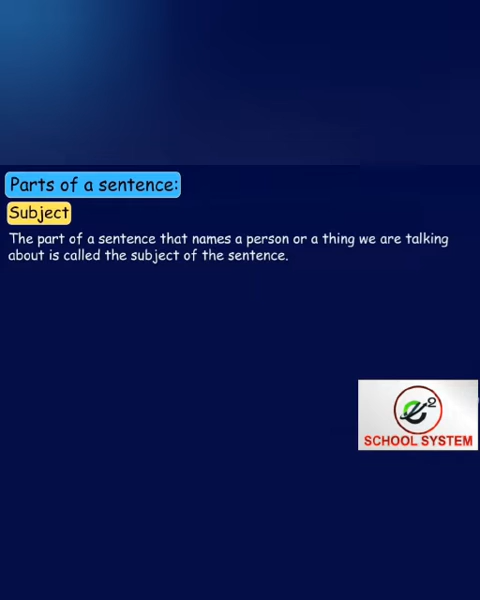 Parts of a sentence:
Subject
The part of a sentence that names a person or a thing we are talking
about is called the subject of the sentence.
SCHOOL SYSTEM